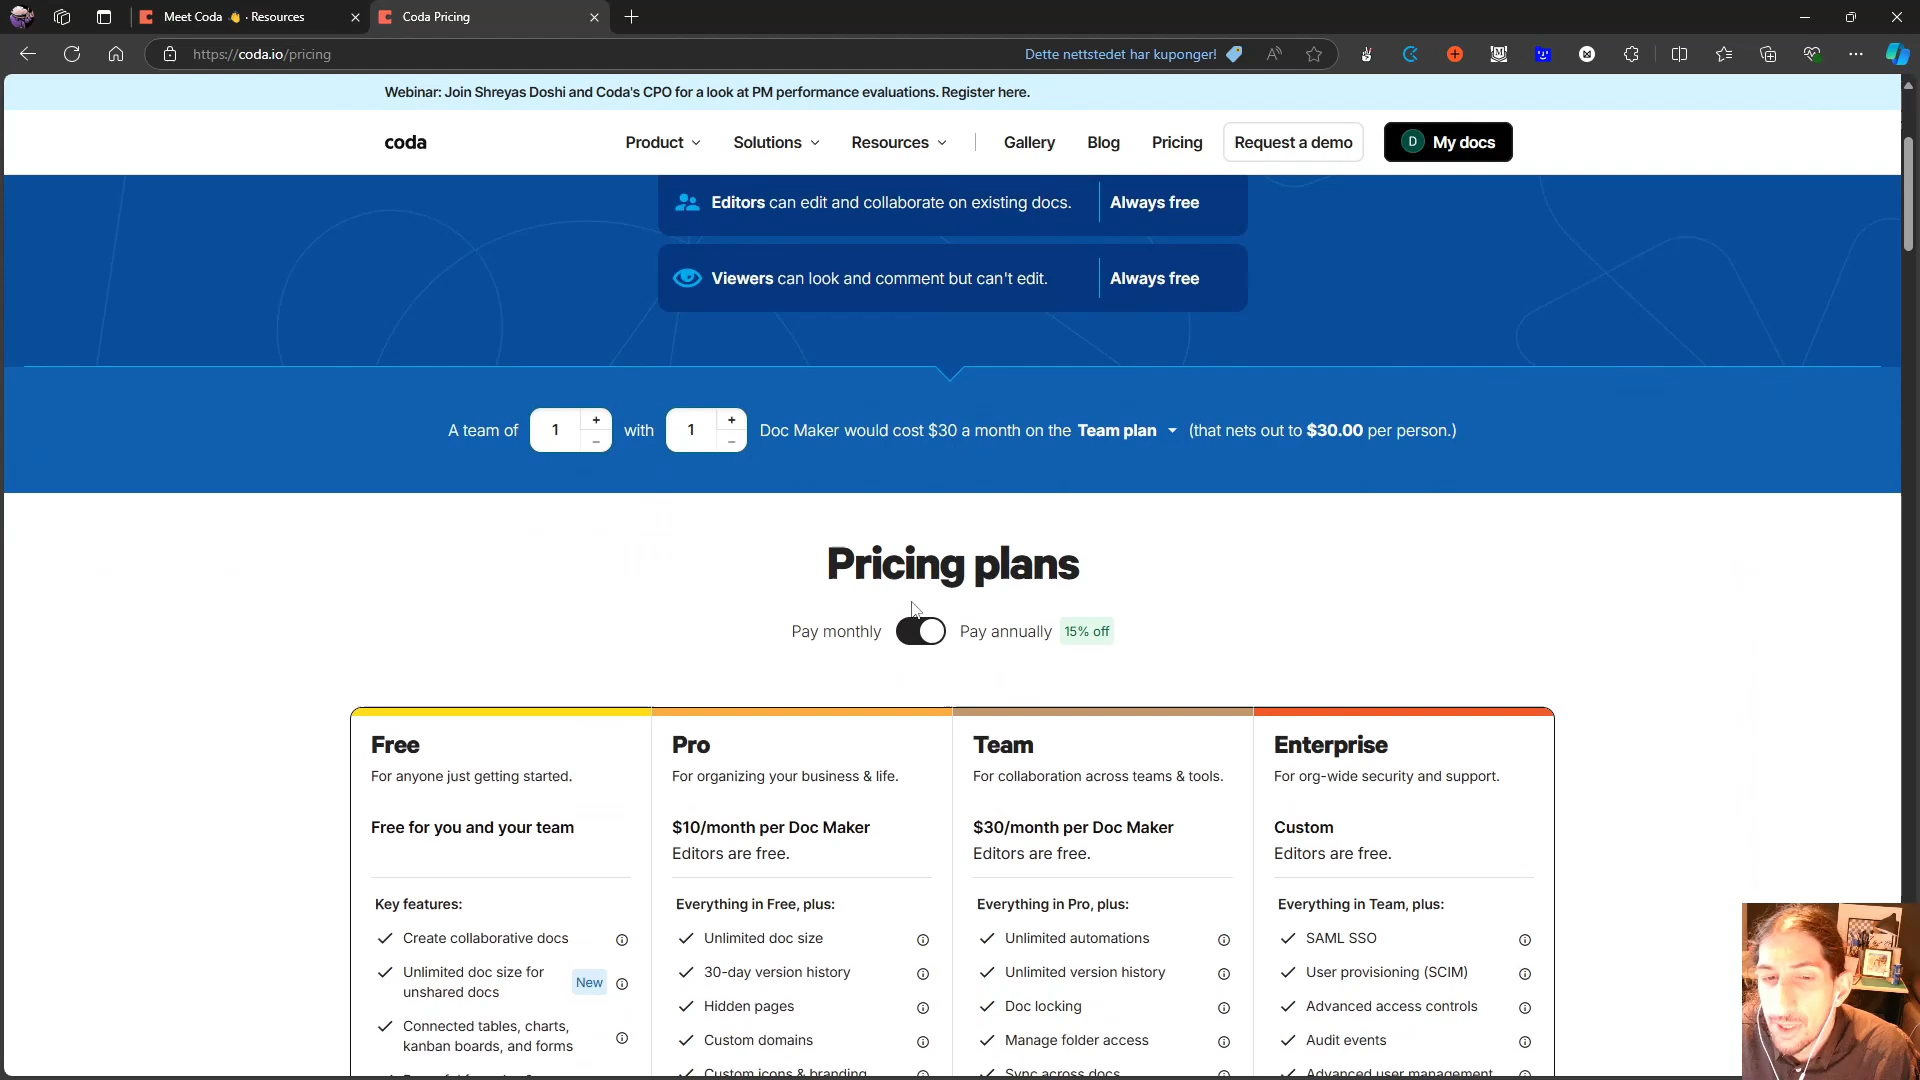 Meet Coda 👋 · Resources
Coda Pricing
https://coda.io/pricing
Dette nettstedet har kuponger!
Webinar: Join Shreyas Doshi and Coda's CPO for a look at PM performance evaluations. Register here.
coda
Product
Solutions
Resources
Gallery
Blog
Pricing
Request a demo
D My docs
Editors can edit and collaborate on existing docs.
Always free
Viewers can look and comment but can't edit.
Always free
A team of 1 + − with 1 + − Doc Maker would cost $30 a month on the Team plan (that nets out to $30.00 per person.)
Pricing plans
Pay monthly
Pay annually 15% off
Free
For anyone just getting started.
Free for you and your team
Key features:
Create collaborative docs
Unlimited doc size for
unshared docs
New
Connected tables, charts,
kanban boards, and forms
Pro
For organizing your business & life.
$10/month per Doc Maker
Editors are free.
Everything in Free, plus:
Unlimited doc size
30-day version history
Hidden pages
Custom domains
Custom icons & branding
Team
For collaboration across teams & tools.
$30/month per Doc Maker
Editors are free.
Everything in Pro, plus:
Unlimited automations
Unlimited version history
Doc locking
Manage folder access
Sync across docs
Enterprise
For org-wide security and support.
Custom
Editors are free.
Everything in Team, plus:
SAML SSO
User provisioning (SCIM)
Advanced access controls
Audit events
Advanced user management